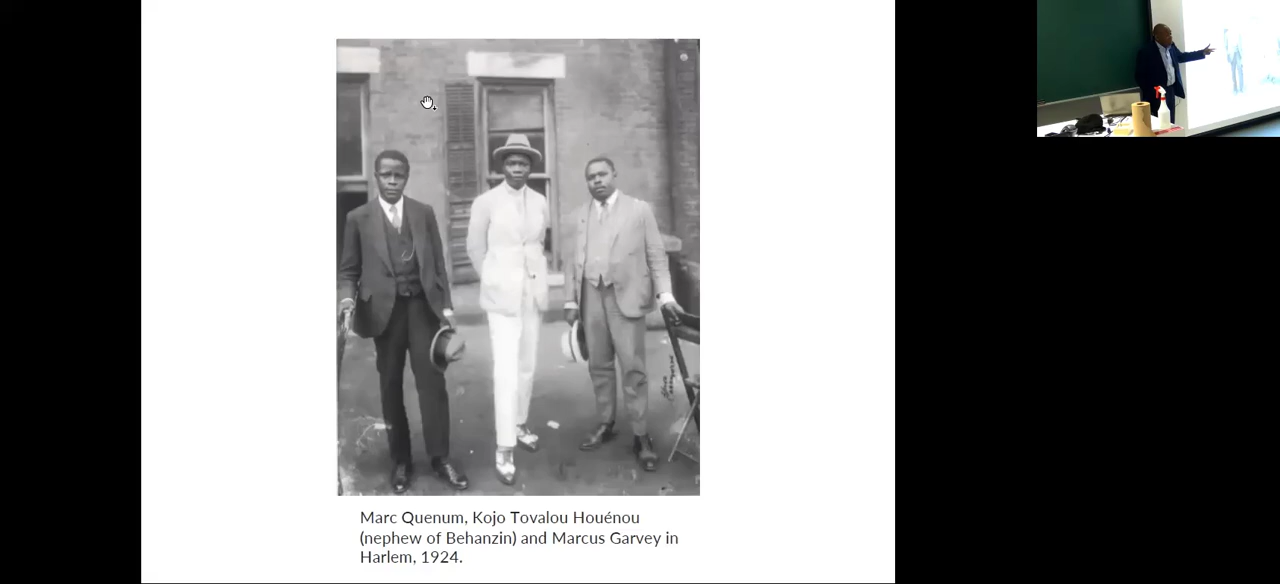 Marc Quenum, Kojo Tovalou Houénou
(nephew of Behanzin) and Marcus Garvey in
Harlem, 1924.